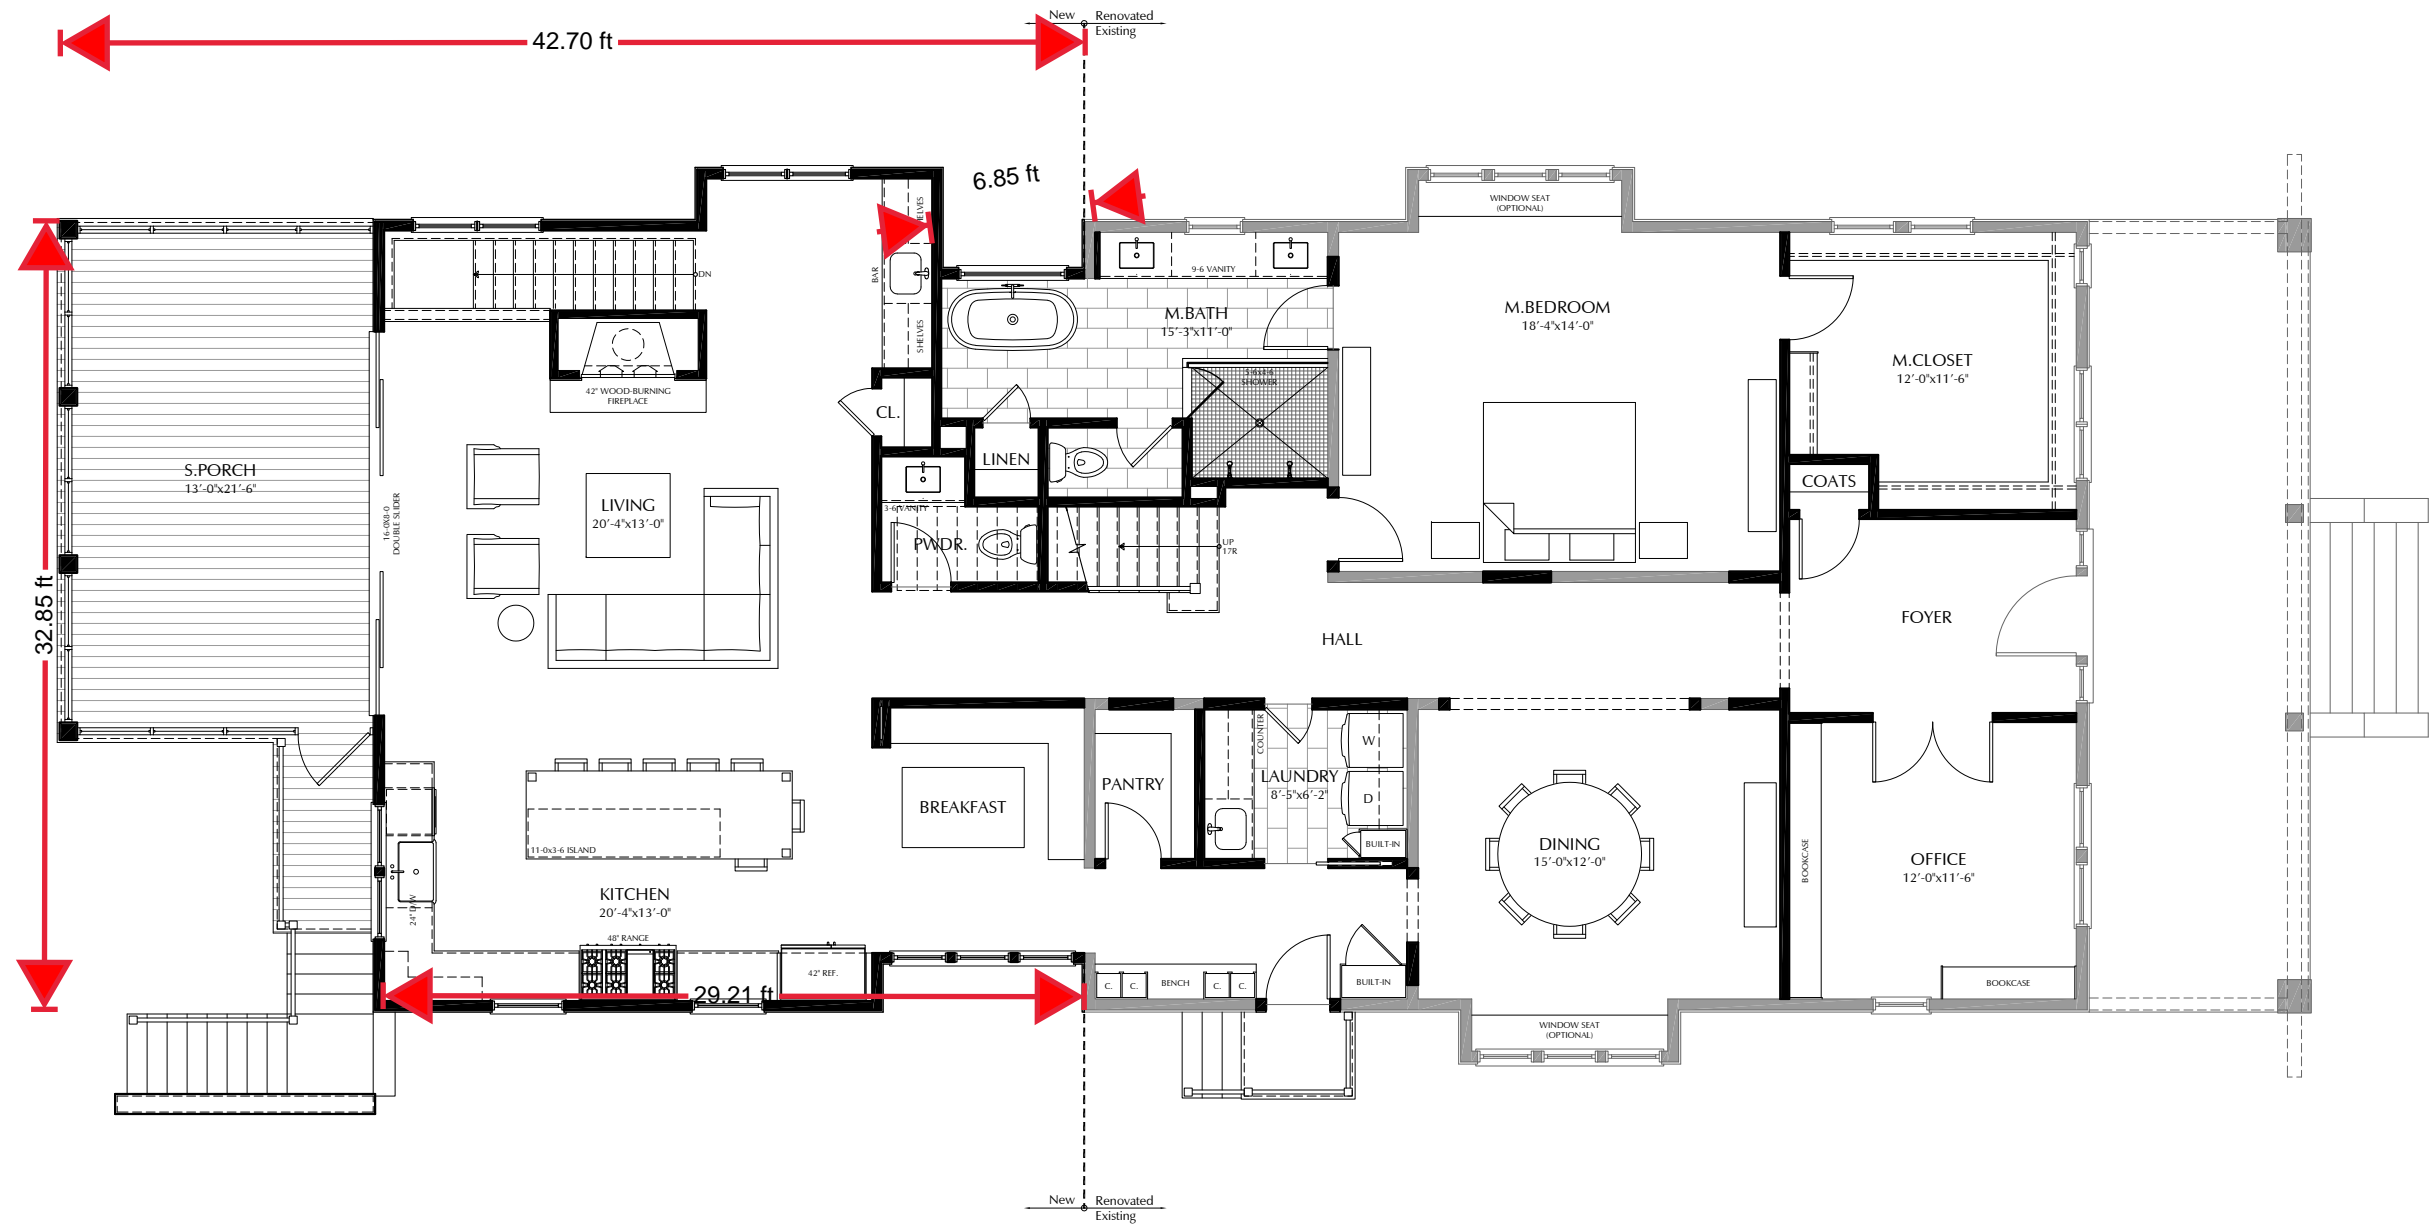 New
Renovated
Existing
42.70 ft
6.85 ft
WINDOW SEAT
(OPTIONAL)
SHELVES
DN
BAR
9-6 VANITY
M.BATH
15'-3"x11'-0"
M.BEDROOM
18'-4"x14'-0"
SHELVES
5-6x4-6
SHOWER
M.CLOSET
12'-0"x11'-6"
42" WOOD-BURNING
FIREPLACE
CL.
S.PORCH
13'-0"x21'-6"
LINEN
COATS
LIVING
20'-4"x13'-0"
16-0X8-0
DOUBLE SLIDER
3-6 VANITY
PWDR.
UP
17R
32.85 ft
HALL
FOYER
COUNTER
W
LAUNDRY
8'-5"x6'-2"
PANTRY
D
BREAKFAST
BUILT-IN
11-0x3-6 ISLAND
DINING
15'-0"x12'-0"
BOOKCASE
OFFICE
12'-0"x11'-6"
KITCHEN
20'-4"x13'-0"
24" D/W
48" RANGE
42" REF.
29.21 ft
C.
C.
BENCH
C.
C.
BUILT-IN
BOOKCASE
WINDOW SEAT
(OPTIONAL)
New
Renovated
Existing